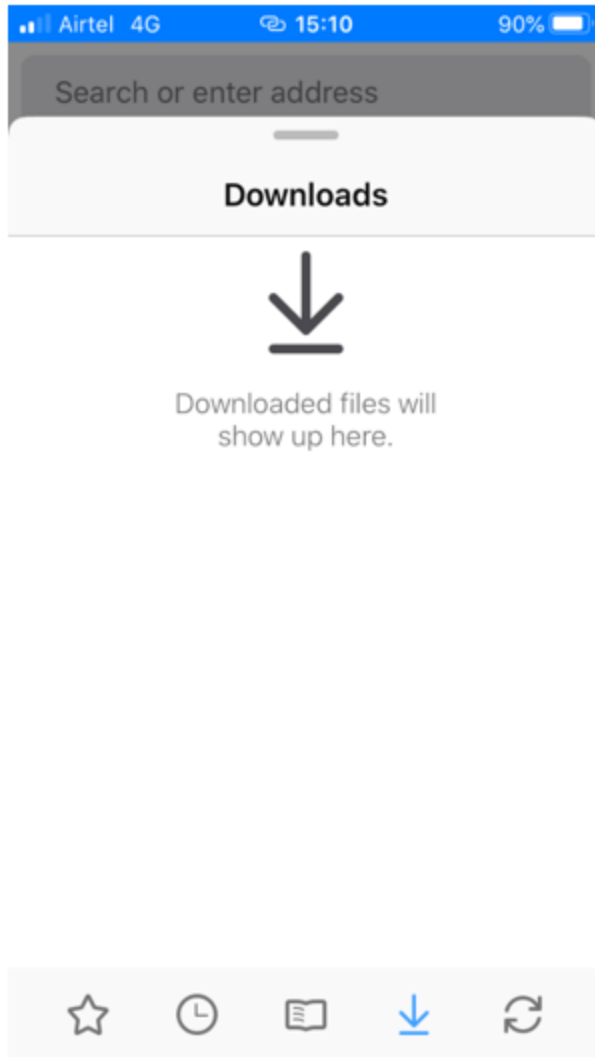 Airtel 4G 15:10 90%
Search or enter address
Downloads
Downloaded files will
show up here.